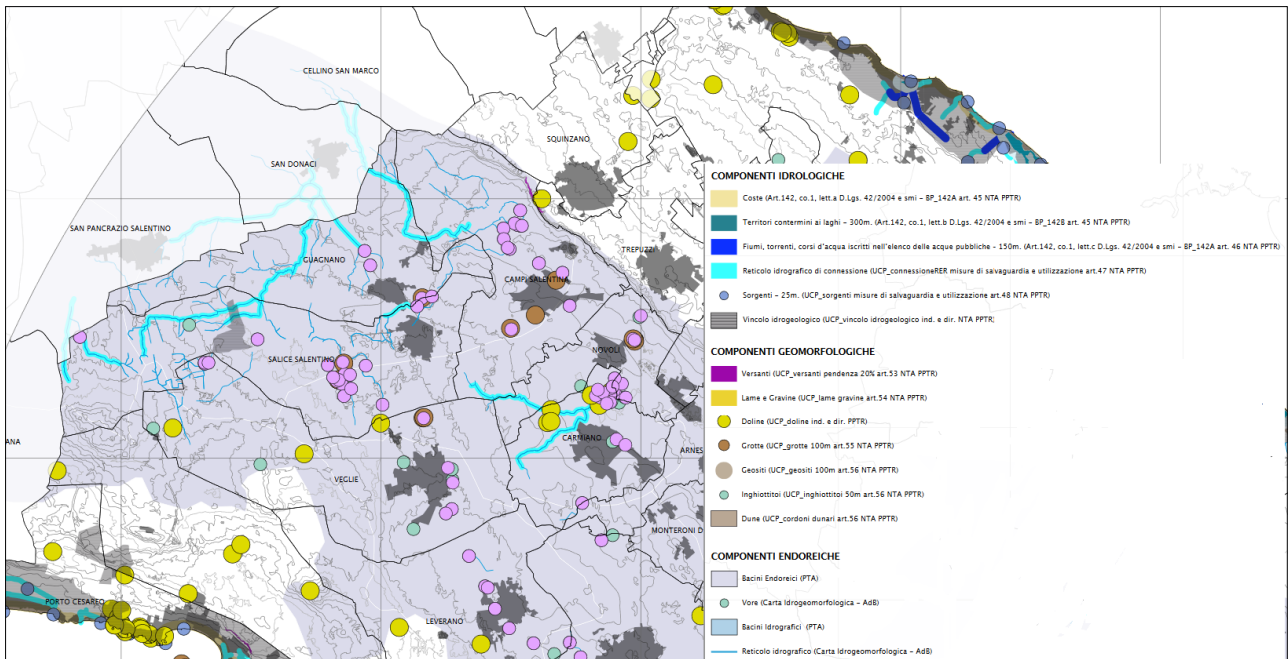 CELLINO SAN MARCO
SQUINZANO
SAN DONACI
SAN PANCRAZIO SALENTINO
TREPUZZI
GUAGNANO
CAMPI SALENTINA
NOVOLI
SALICE SALENTINO
CARMIANO
ANA
ARNES
VEGLIE
MONTERONI D
PORTO CESAREO
LEVERANO
COMPONENTI IDROLOGICHE
Coste (Art.142, co.1, lett.a D.Lgs. 42/2004 e smi – BP_142A art. 45 NTA PPTR)
Territori contermini ai laghi – 300m. (Art.142, co.1, lett.b D.Lgs. 42/2004 e smi – BP_142B art. 45 NTA PPTR)
Fiumi, torrenti, corsi d'acqua iscritti nell'elenco delle acque pubbliche – 150m. (Art.142, co.1, lett.c D.Lgs. 42/2004 e smi – BP_142A art. 46 NTA PPTR)
Reticolo idrografico di connessione (UCP_connessioneRER misure di salvaguardia e utilizzazione art.47 NTA PPTR)
Sorgenti – 25m. (UCP_sorgenti misure di salvaguardia e utilizzazione art.48 NTA PPTR)
Vincolo idrogeologico (UCP_vincolo idrogeologico ind. e dir. NTA PPTR)
COMPONENTI GEOMORFOLOGICHE
Versanti (UCP_versanti pendenza 20% art.53 NTA PPTR)
Lame e Gravine (UCP_lame gravine art.54 NTA PPTR)
Doline (UCP_doline ind. e dir. PPTR)
Grotte (UCP_grotte 100m art.55 NTA PPTR)
Geositi (UCP_geositi 100m art.56 NTA PPTR)
Inghiottitoi (UCP_inghiottitoi 50m art.56 NTA PPTR)
Dune (UCP_cordoni dunari art.56 NTA PPTR)
COMPONENTI ENDOREICHE
Bacini Endoreici (PTA)
Vore (Carta Idrogeomorfologica – AdB)
Bacini Idrografici (PTA)
Reticolo idrografico (Carta Idrogeomorfologica – AdB)